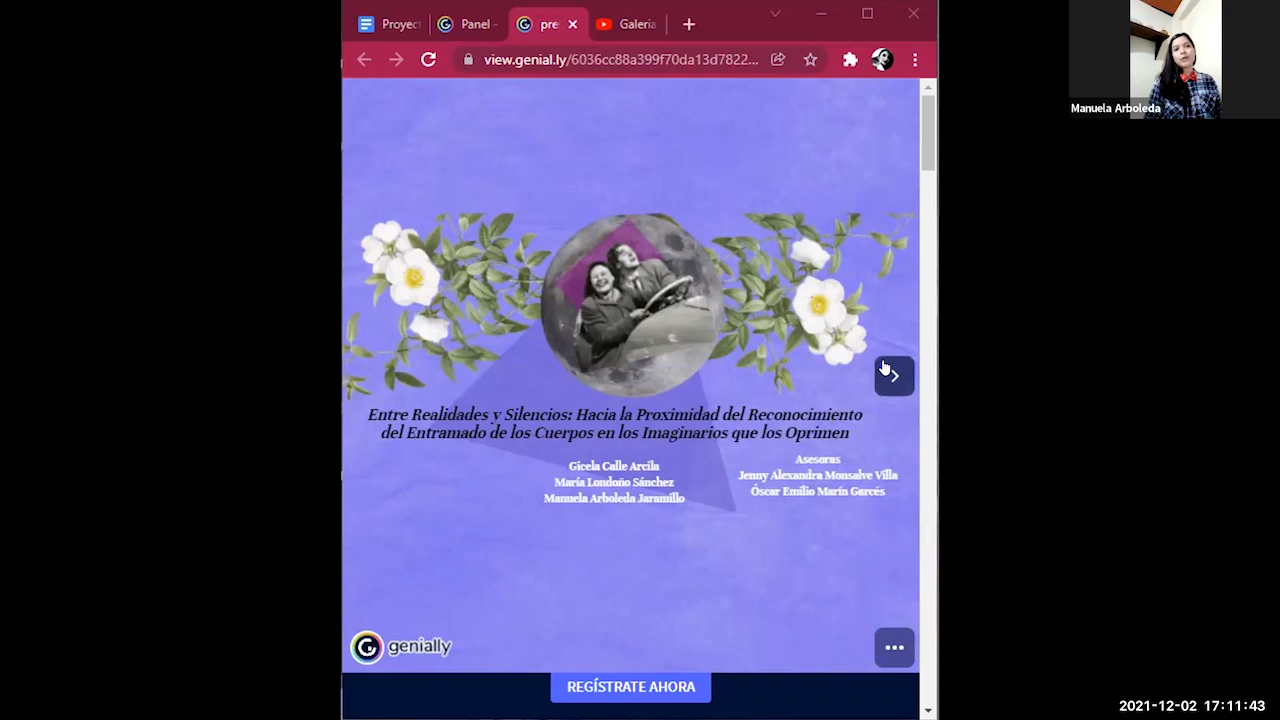 Proyec
Panel -
pre
Galeria
view.genial.ly/6036cc88a399f70da13d7822...
Manuela Arboleda
Entre Realidades y Silencios: Hacia la Proximidad del Reconocimiento
del Entramado de los Cuerpos en los Imaginarios que los Oprimen
Gicela Calle Arcila
María Londoño Sánchez
Manuela Arboleda Jaramillo
Asesoras
Jenny Alexandra Monsalve Villa
Óscar Emilio Marín Garcés
genially
REGÍSTRATE AHORA
2021-12-02 17:11:43